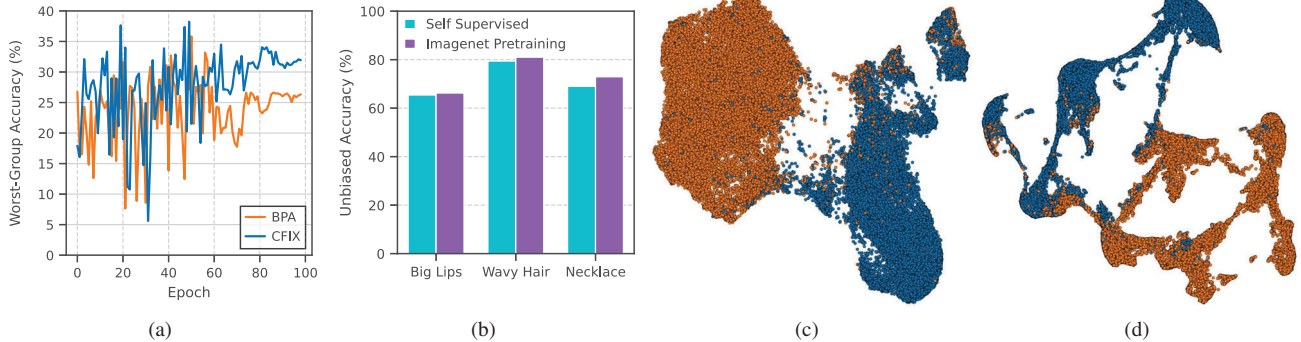 Worst-Group Accuracy (%)
40
35
30
25
20
15
10
5
0
0 20 40 60 80 100
Epoch
BPA
CFIX
(a)
Unbiased Accuracy (%)
100
80
60
40
20
0
Self Supervised
Imagenet Pretraining
Big Lips Wavy Hair Necklace
(b)
(c)
(d)